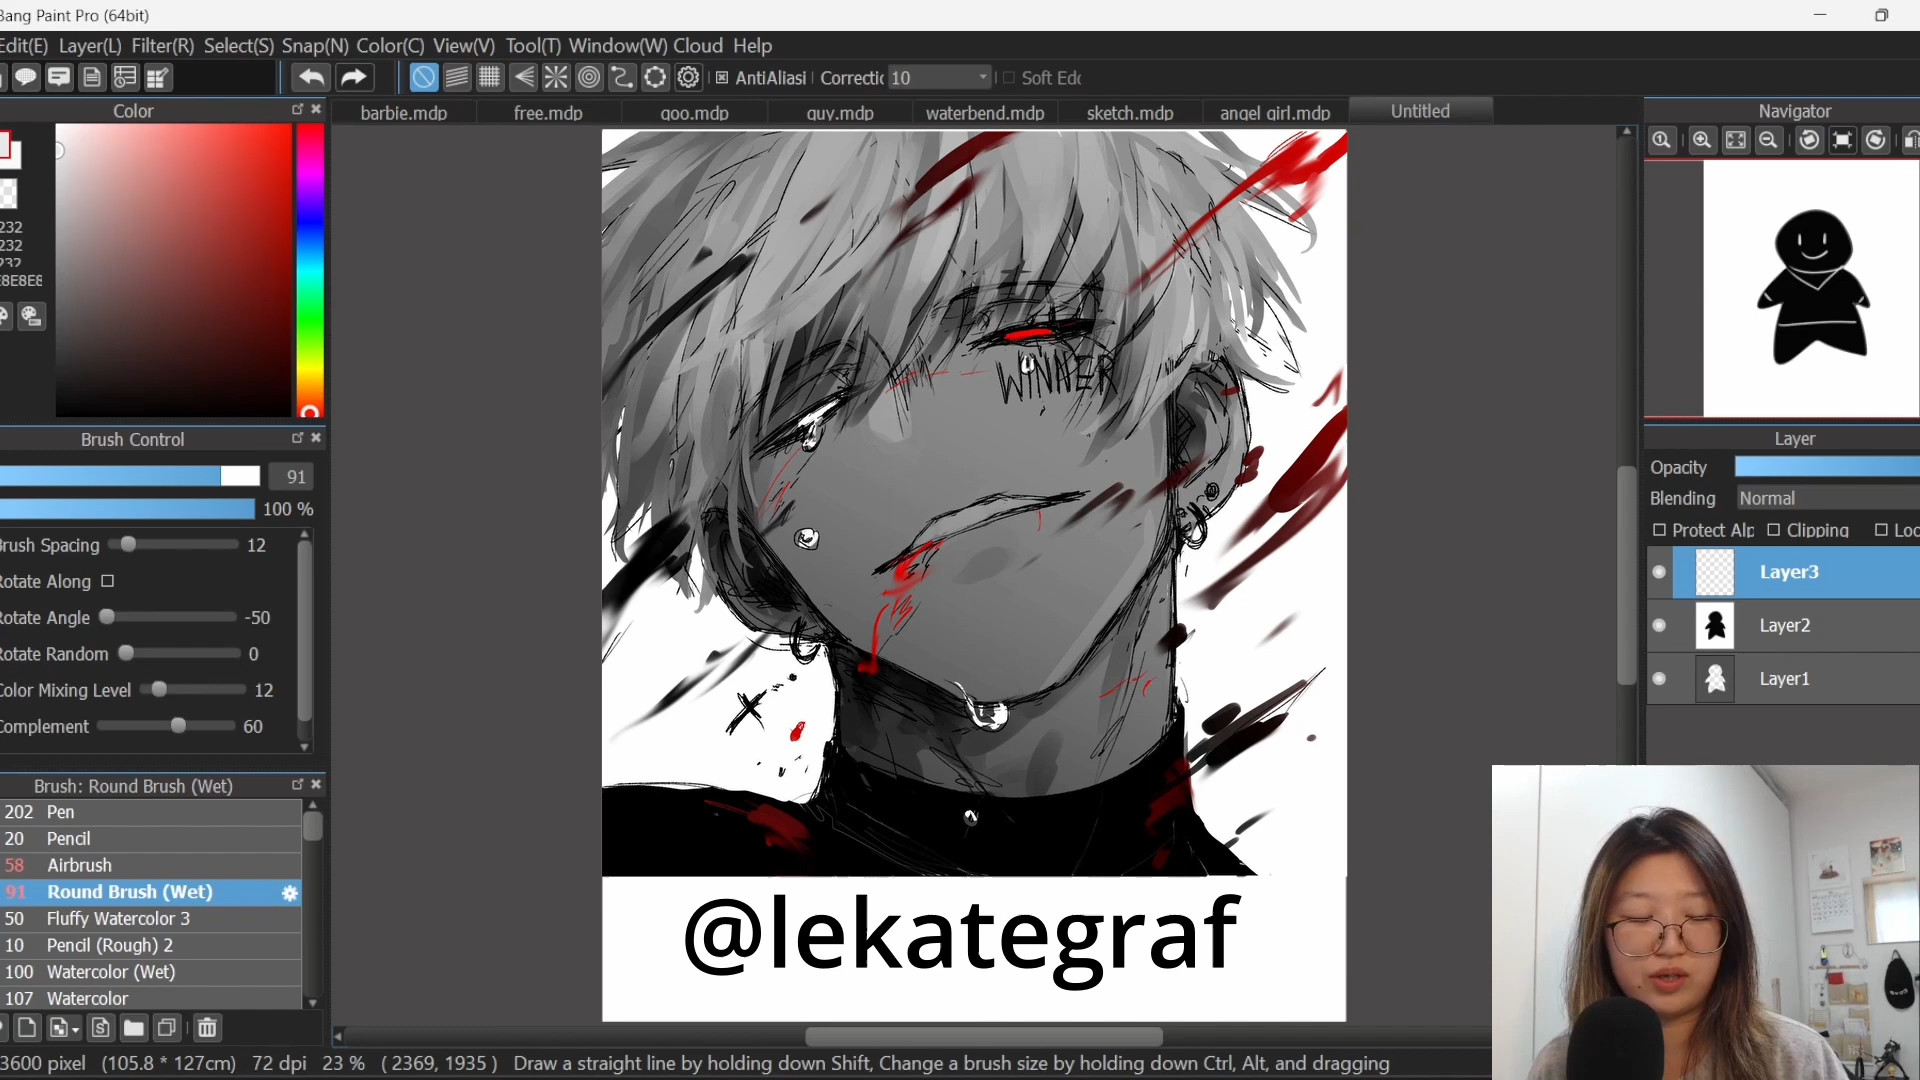 Bang Paint Pro (64bit)
Edit(E) Layer(L) Filter(R) Select(S) Snap(N) Color(C) View(V) Tool(T) Window(W) Cloud Help
AntiAliasi Correctic 10 Soft Edc
Color
232
232
232
E8E8E8
Brush Control
91
100 %
Brush Spacing 12
Rotate Along
Rotate Angle -50
Rotate Random 0
Color Mixing Level 12
Complement 60
Brush: Round Brush (Wet)
202 Pen
20 Pencil
58 Airbrush
91 Round Brush (Wet)
50 Fluffy Watercolor 3
10 Pencil (Rough) 2
100 Watercolor (Wet)
107 Watercolor
barbie.mdp free.mdp goo.mdp guy.mdp waterbend.mdp sketch.mdp angel girl.mdp Untitled
WINNER
@lekategraf
Navigator
Layer
Opacity
Blending Normal
Protect Alp Clipping Loc
Layer3
Layer2
Layer1
3600 pixel (105.8 * 127cm) 72 dpi 23 % ( 2369, 1935 ) Draw a straight line by holding down Shift, Change a brush size by holding down Ctrl, Alt, and dragging